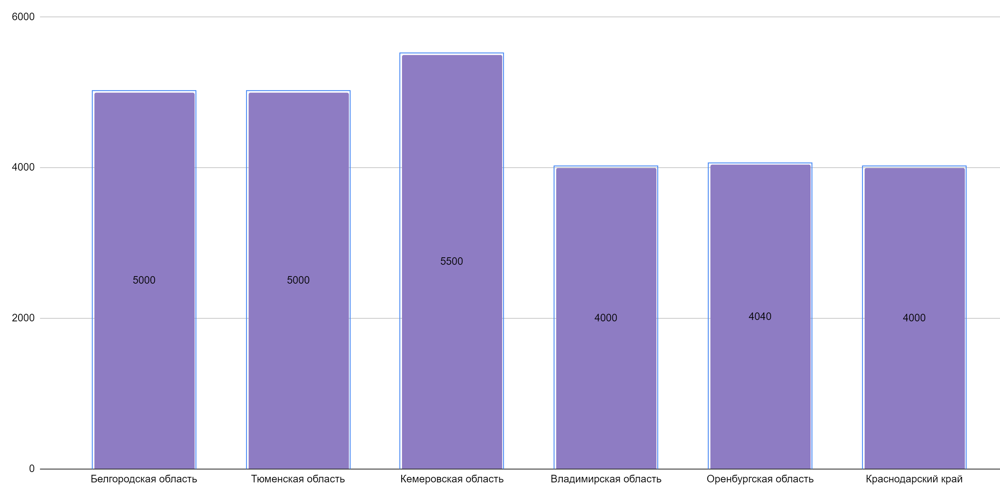 6000
4000
2000
0
5000
5000
5500
4000
4040
4000
Белгородская область
Тюменская область
Кемеровская область
Владимирская область
Оренбургская область
Краснодарский край